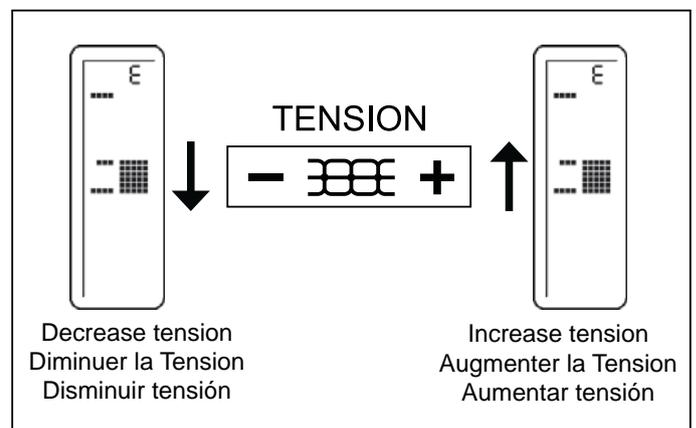 TENSION
− +
Decrease tension
Diminuer la Tension
Disminuir tensión
Increase tension
Augmenter la Tension
Aumentar tensión